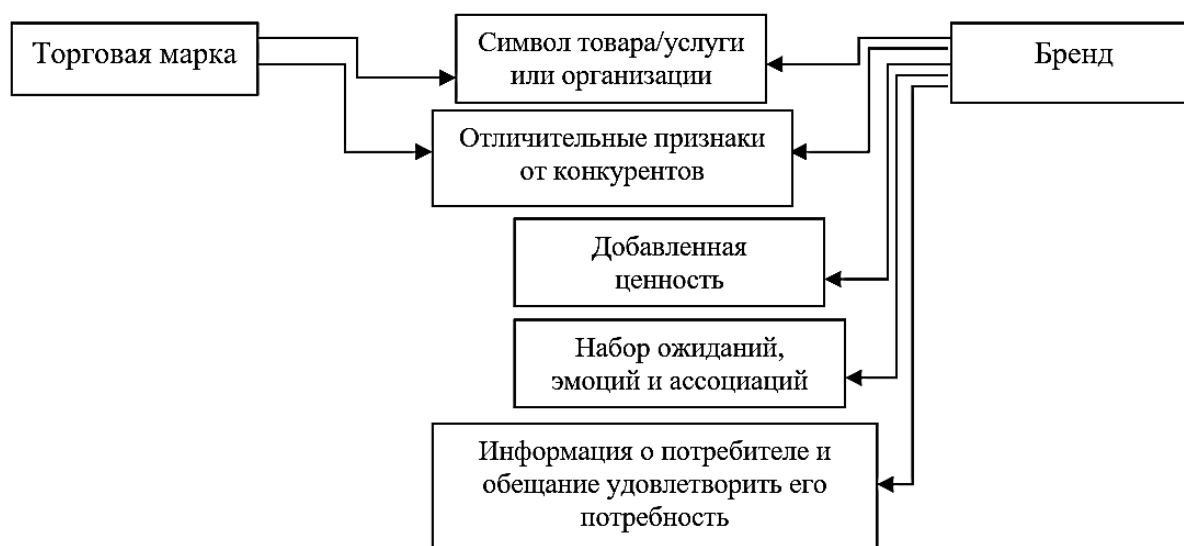 Торговая марка
Символ товара/услуги
или организации
Бренд
Отличительные признаки
от конкурентов
Добавленная
ценность
Набор ожиданий,
эмоций и ассоциаций
Информация о потребителе и
обещание удовлетворить его
потребность